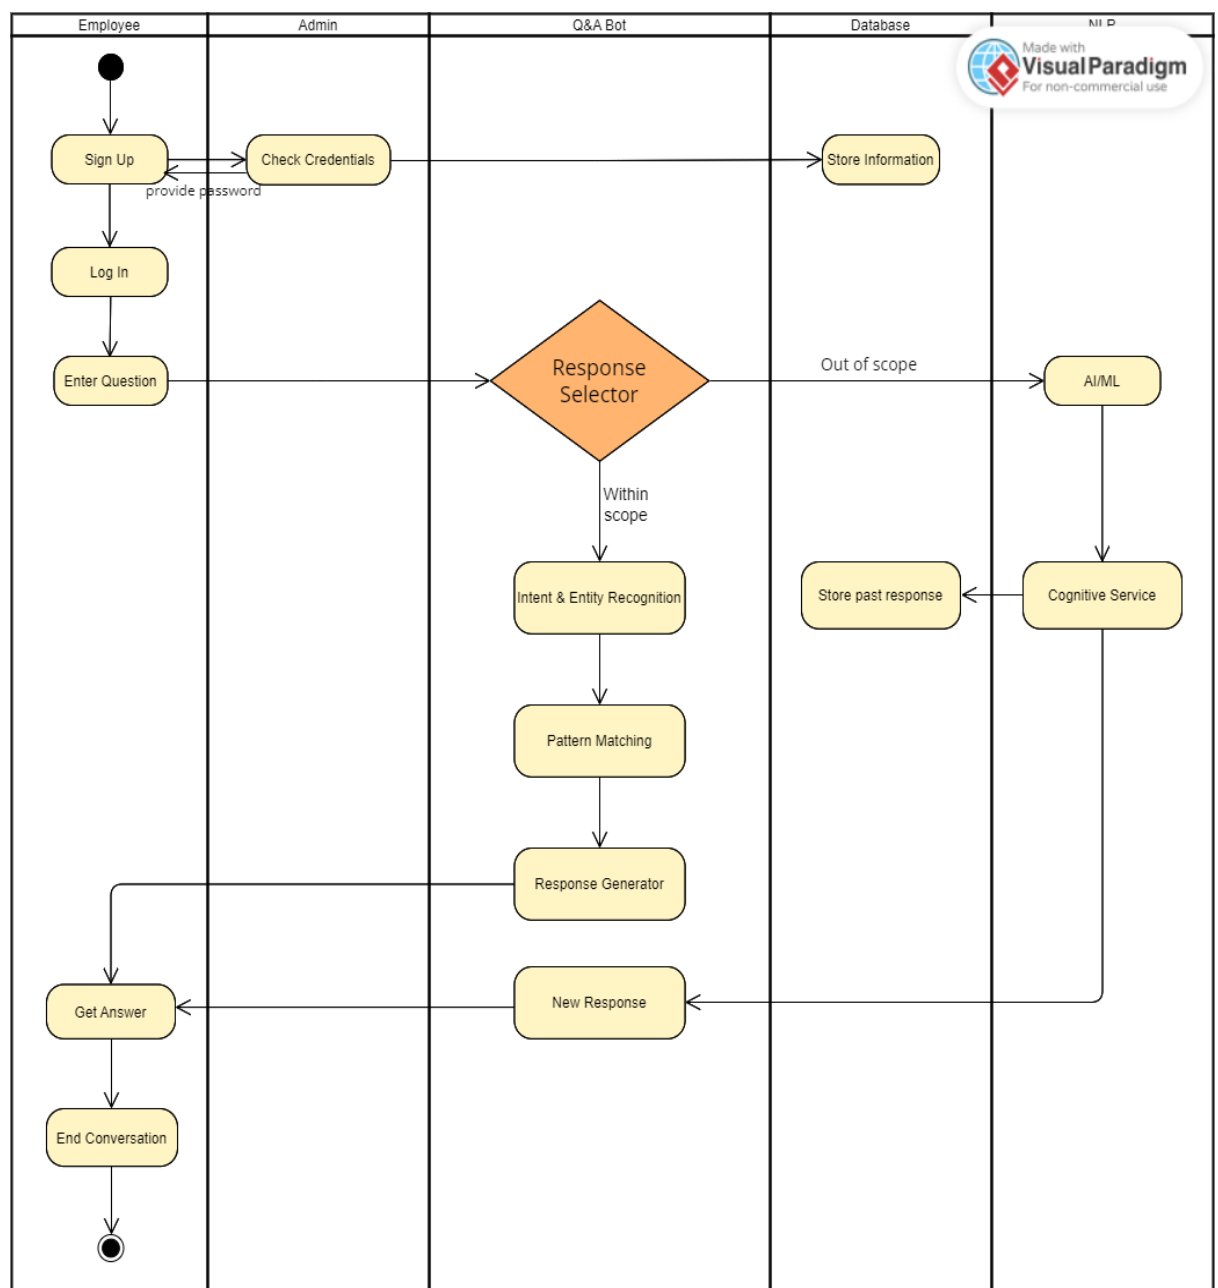 Employee
Admin
Q&A Bot
Database
NLP
Made with
Visual Paradigm
For non-commercial use
Sign Up
Check Credentials
Store Information
provide password
Log In
Enter Question
Response
Selector
Out of scope
AI/ML
Within
scope
Intent & Entity Recognition
Store past response
Cognitive Service
Pattern Matching
Response Generator
New Response
Get Answer
End Conversation